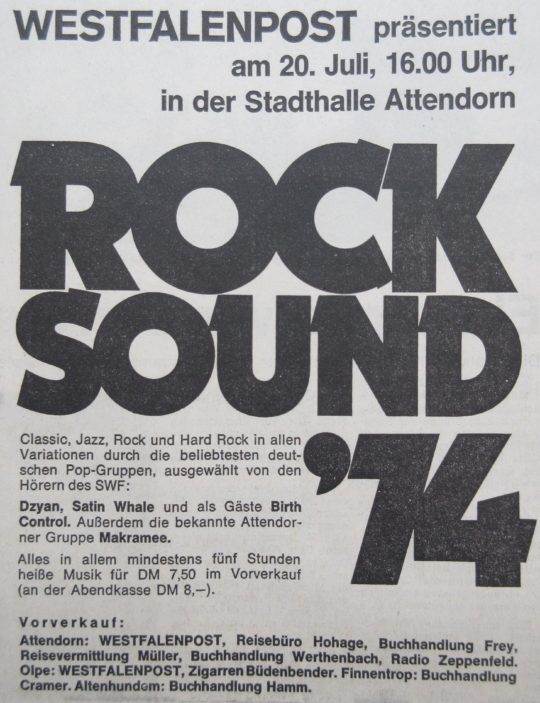 WESTFALENPOST präsentiert
am 20. Juli, 16.00 Uhr,
in der Stadthalle Attendorn
ROCK
SOUND
'74
Classic, Jazz, Rock und Hard Rock in allen
Variationen durch die beliebtesten deut-
schen Pop-Gruppen, ausgewählt von den
Hörern des SWF:
Dzyan, Satin Whale und als Gäste Birth
Control. Außerdem die bekannte Attendor-
ner Gruppe Makramee.
Alles in allem mindestens fünf Stunden
heiße Musik für DM 7,50 im Vorverkauf
(an der Abendkasse DM 8,–).
Vorverkauf:
Attendorn: WESTFALENPOST, Reisebüro Hohage, Buchhandlung Frey,
Reisevermittlung Müller, Buchhandlung Werthenbach, Radio Zeppenfeld.
Olpe: WESTFALENPOST, Zigarren Büdenbender. Finnentrop: Buchhandlung
Cramer. Altenhundem: Buchhandlung Hamm.